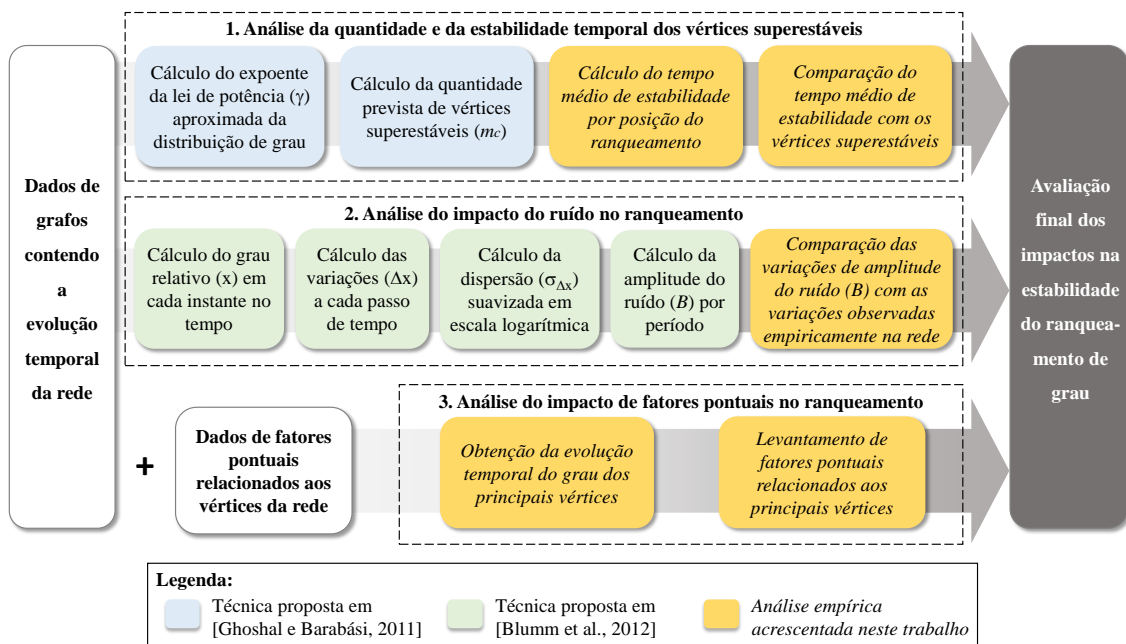 Dados de
grafos
contendo
a
evolução
temporal
da rede
1. Análise da quantidade e da estabilidade temporal dos vértices superestáveis
Cálculo do expoente
da lei de potência (γ)
aproximada da
distribuição de grau
Cálculo da quantidade
prevista de vértices
superestáveis (mc)
Cálculo do tempo
médio de estabilidade
por posição do
ranqueamento
Comparação do
tempo médio de
estabilidade com os
vértices superestáveis
2. Análise do impacto do ruído no ranqueamento
Cálculo do grau
relativo (x) em
cada instante no
tempo
Cálculo das
variações (Δx)
a cada passo
de tempo
Cálculo da
dispersão (σΔx)
suavizada em
escala logarítmica
Cálculo da
amplitude do
ruído (B) por
período
Comparação das
variações de amplitude
do ruído (B) com as
variações observadas
empiricamente na rede
+
Dados de fatores
pontuais
relacionados aos
vértices da rede
3. Análise do impacto de fatores pontuais no ranqueamento
Obtenção da evolução
temporal do grau dos
principais vértices
Levantamento de
fatores pontuais
relacionados aos
principais vértices
Avaliação
final dos
impactos na
estabilidade
do ranquea-
mento de
grau
Legenda:
Técnica proposta em
[Ghoshal e Barabási, 2011]
Técnica proposta em
[Blumm et al., 2012]
Análise empírica
acrescentada neste trabalho